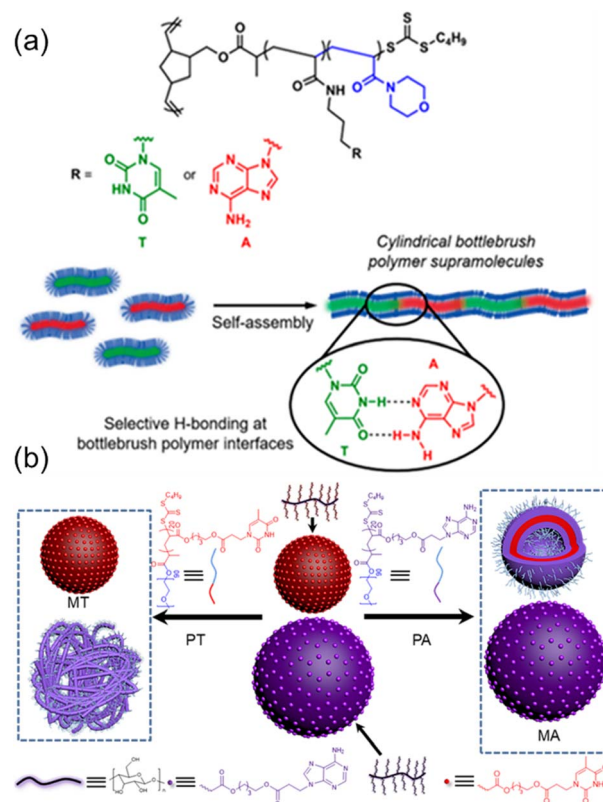 (a)
O
O
NH
R
O
N
O
S
S
S-C₄H₉
R =
O
N
HN
O
T
or
N
N
N
N
NH₂
A
Cylindrical bottlebrush
polymer supramolecules
Self-assembly
Selective H-bonding at
bottlebrush polymer interfaces
O
N
N-H
O
T
A
N
N
N
N
H-N
H
(b)
MT
PT
PA
MA